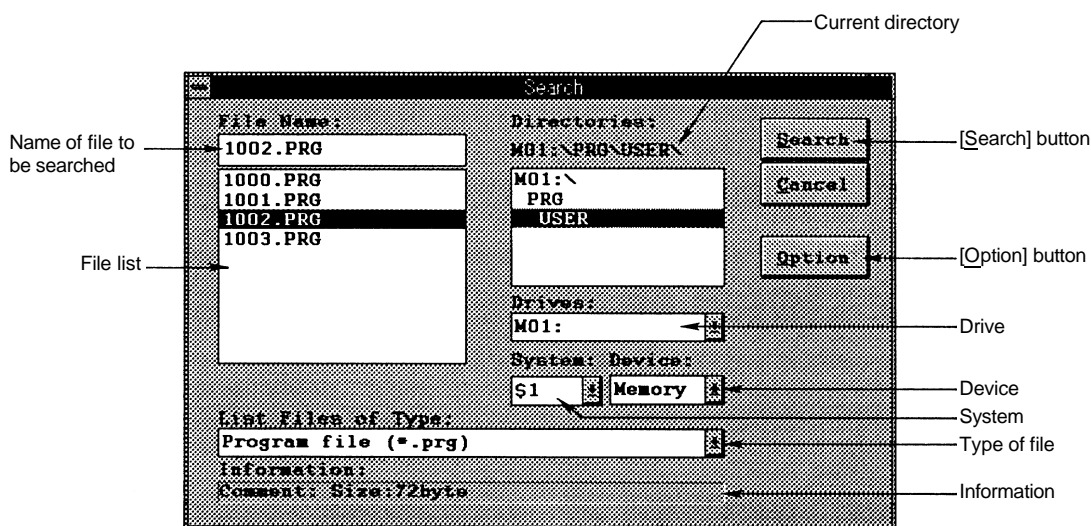 Current directory
Search
File Name:
Directories:
Name of file to
be searched
1002.PRG
M01:\PRG\USER\
Search
[Search] button
1000.PRG
1001.PRG
1002.PRG
1003.PRG
M01:\
PRG
USER
Cancel
File list
Option
[Option] button
Drives:
M01:
Drive
System:
Device:
$1
Memory
Device
System
List Files of Type:
Program file (*.prg)
Type of file
Information:
Comment: Size:72byte
Information